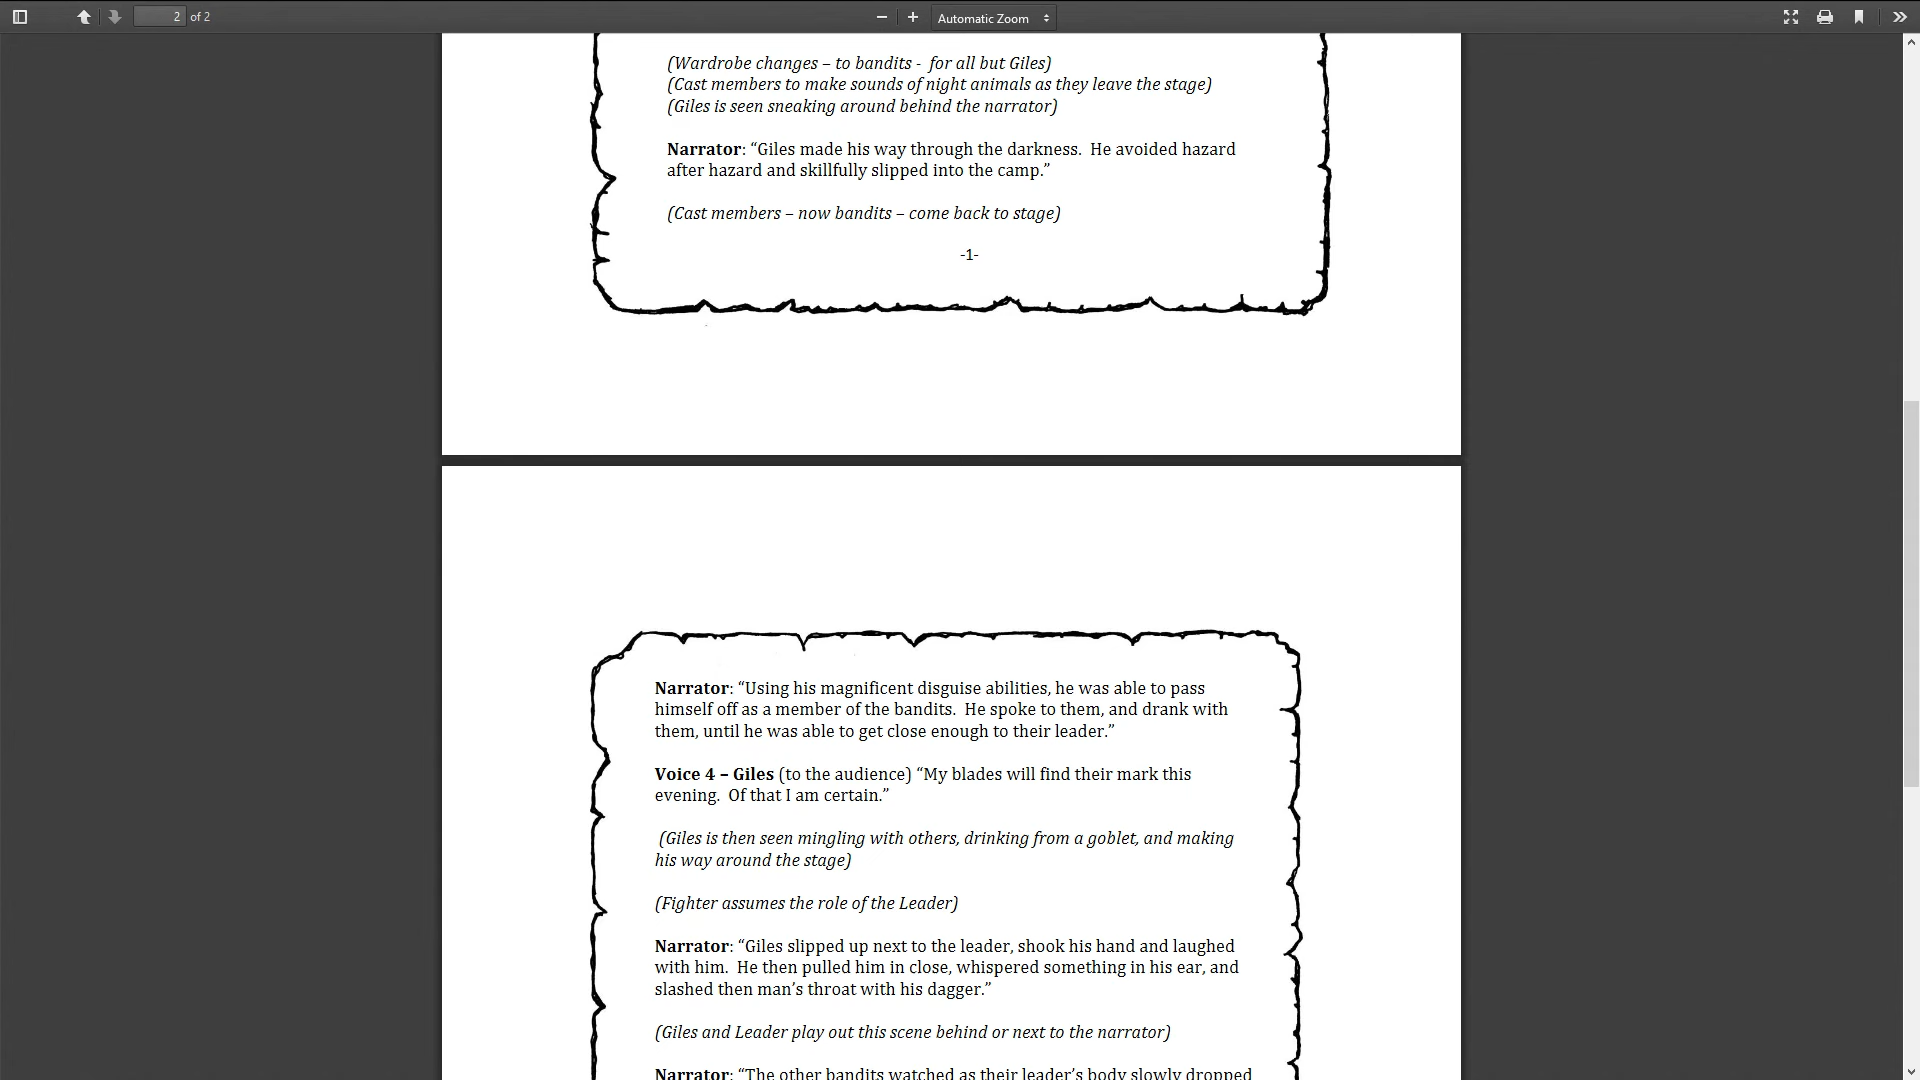 2 of 2
Automatic Zoom
(Wardrobe changes – to bandits -  for all but Giles)
(Cast members to make sounds of night animals as they leave the stage)
(Giles is seen sneaking around behind the narrator)
Narrator: “Giles made his way through the darkness.  He avoided hazard
after hazard and skillfully slipped into the camp.”
(Cast members – now bandits – come back to stage)
-1-
Narrator: “Using his magnificent disguise abilities, he was able to pass
himself off as a member of the bandits.  He spoke to them, and drank with
them, until he was able to get close enough to their leader.”
Voice 4 – Giles (to the audience) “My blades will find their mark this
evening.  Of that I am certain.”
(Giles is then seen mingling with others, drinking from a goblet, and making
his way around the stage)
(Fighter assumes the role of the Leader)
Narrator: “Giles slipped up next to the leader, shook his hand and laughed
with him.  He then pulled him in close, whispered something in his ear, and
slashed then man’s throat with his dagger.”
(Giles and Leader play out this scene behind or next to the narrator)
Narrator: “The other bandits watched as their leader’s body slowly dropped